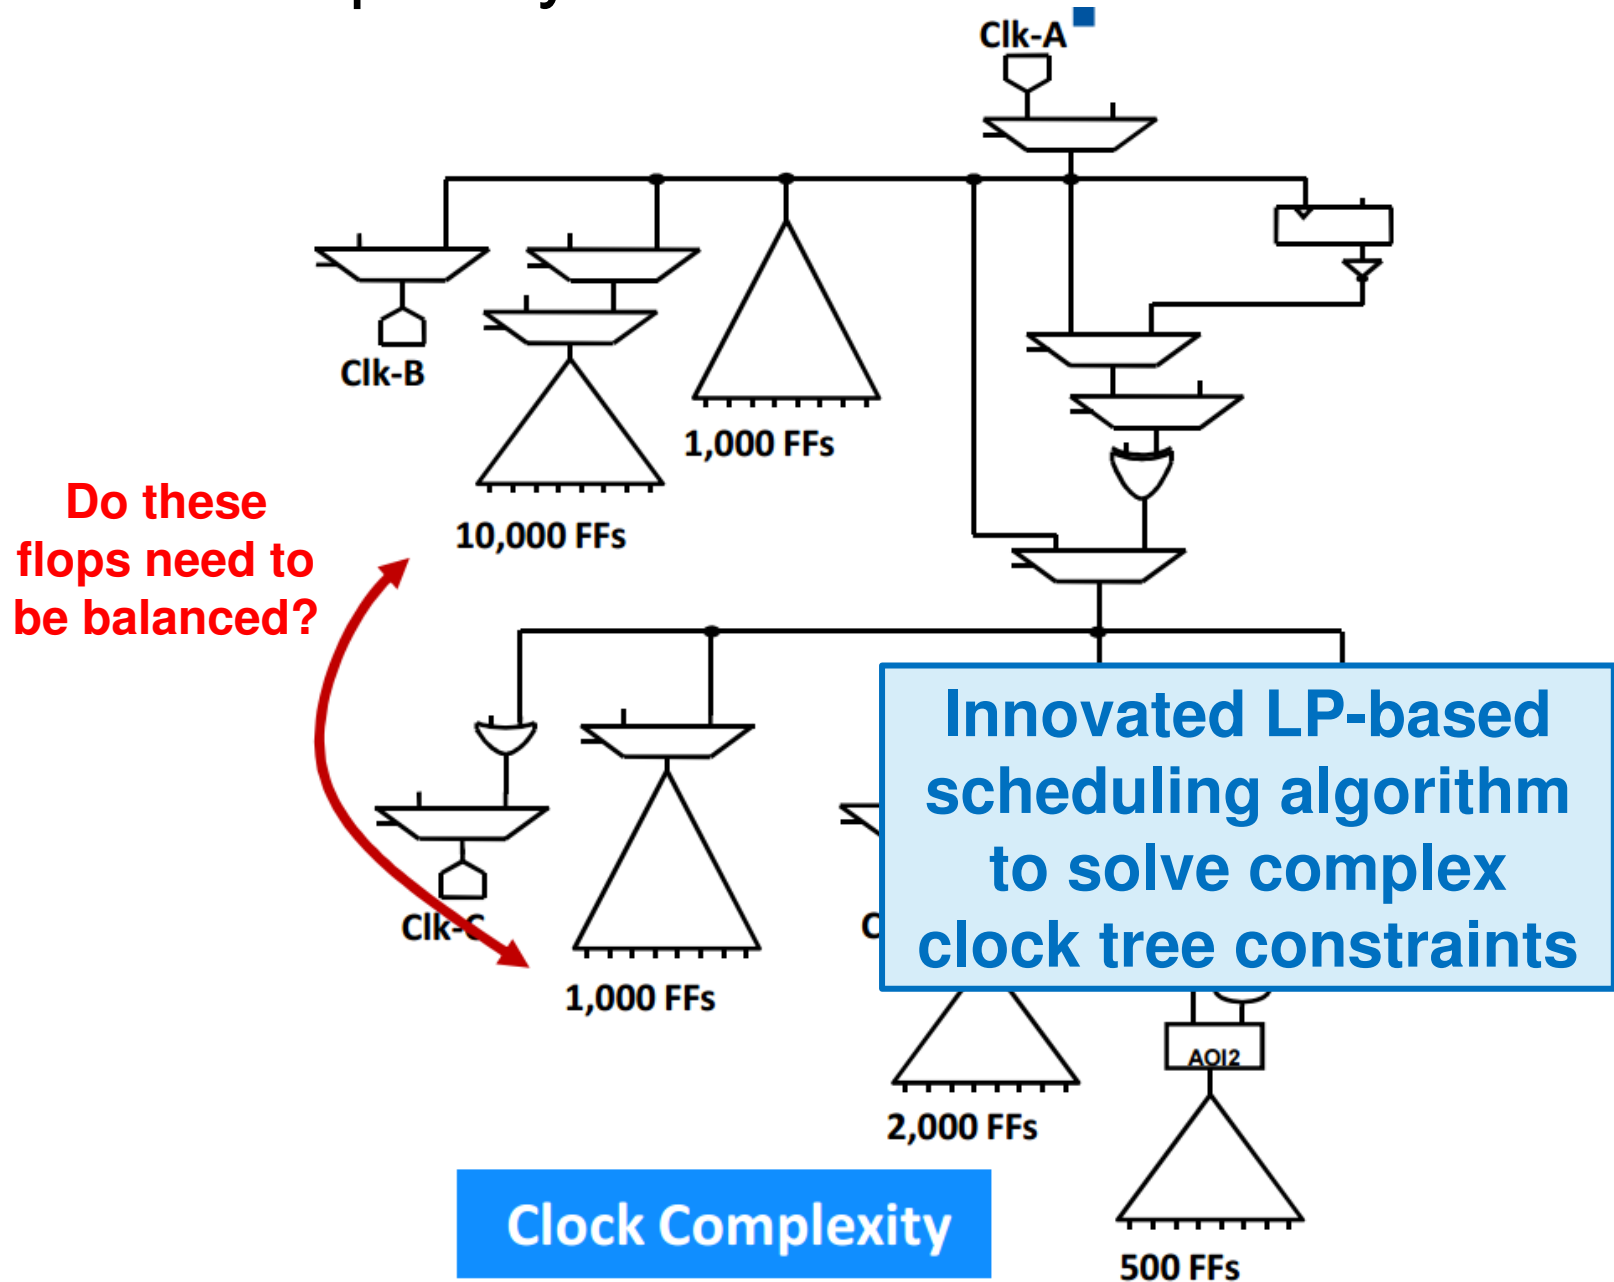 Clk-A
Clk-B
1,000 FFs
10,000 FFs
Do these
flops need to
be balanced?
Innovated LP-based
scheduling algorithm
to solve complex
clock tree constraints
Clk-C
C
1,000 FFs
AOI2
2,000 FFs
Clock Complexity
500 FFs